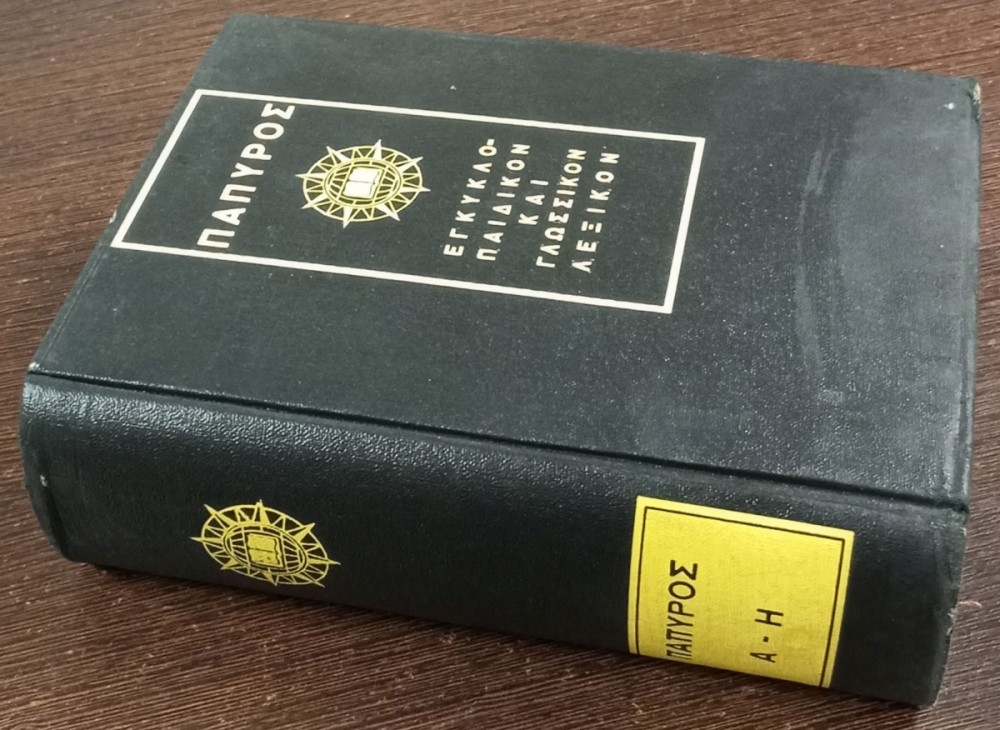 ΠΑΠΥΡΟΣ
ΕΓΚΥΚΛΟ-
ΠΑΙΔΙΚΟΝ
ΚΑΙ
ΓΛΩΣΣΙΚΟΝ
ΛΕΞΙΚΟΝ
ΠΑΠΥΡΟΣ
Α - Η